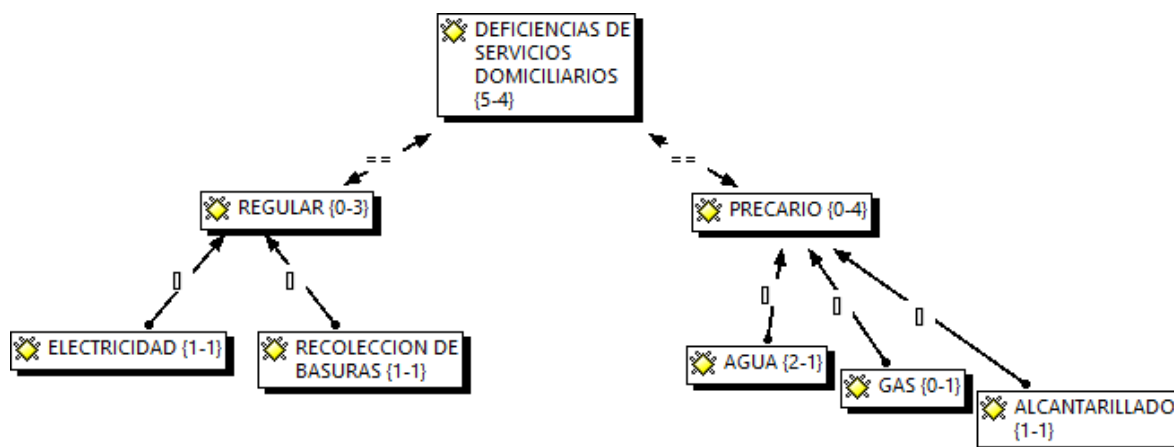 DEFICIENCIAS DE
SERVICIOS
DOMICILIARIOS
{5-4}
==
==
REGULAR {0-3}
PRECARIO {0-4}
[]
[]
[]
[]
[]
ELECTRICIDAD {1-1}
RECOLECCION DE
BASURAS {1-1}
AGUA {2-1}
GAS {0-1}
ALCANTARILLADO
{1-1}